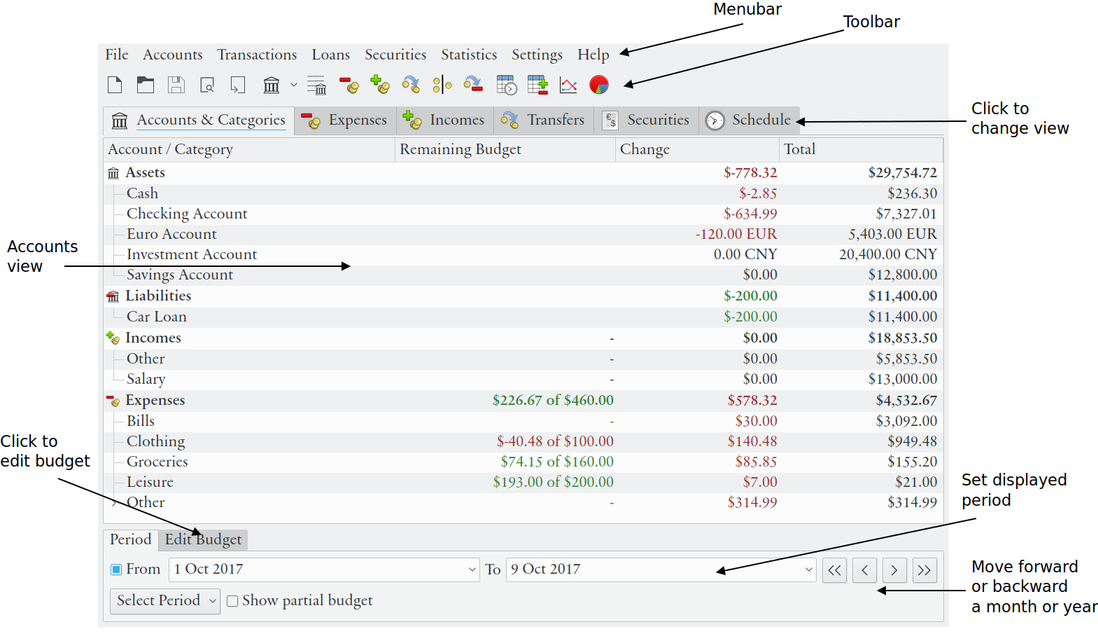 Menubar
Toolbar
File Accounts Transactions Loans Securities Statistics Settings Help
Accounts & Categories Expenses Incomes Transfers Securities Schedule
Click to
change view
Account / Category Remaining Budget Change Total
Assets $-778.32 $29,754.72
Cash $-2.85 $236.30
Checking Account $-634.99 $7,327.01
Euro Account -120.00 EUR 5,403.00 EUR
Accounts
view
Investment Account 0.00 CNY 20,400.00 CNY
Savings Account $0.00 $12,800.00
Liabilities $-200.00 $11,400.00
Car Loan $-200.00 $11,400.00
Incomes - $0.00 $18,853.50
Other - $0.00 $5,853.50
Salary - $0.00 $13,000.00
Expenses $226.67 of $460.00 $578.32 $4,532.67
Bills - $30.00 $3,092.00
Clothing $-40.48 of $100.00 $140.48 $949.48
Click to
edit budget
Groceries $74.15 of $160.00 $85.85 $155.20
Leisure $193.00 of $200.00 $7.00 $21.00
Other - $314.99 $314.99
Set displayed
period
Period Edit Budget
From 1 Oct 2017 To 9 Oct 2017
Select Period Show partial budget
Move forward
or backward
a month or year